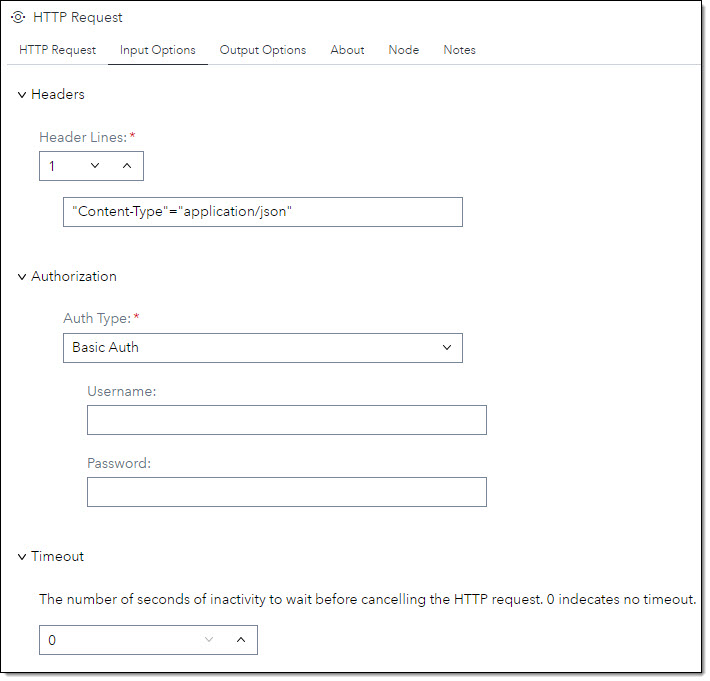 HTTP Request
HTTP Request Input Options Output Options About Node Notes
Headers
Header Lines: *
1
"Content-Type"="application/json"
Authorization
Auth Type: *
Basic Auth
Username:
Password:
Timeout
The number of seconds of inactivity to wait before cancelling the HTTP request. 0 indecates no timeout.
0